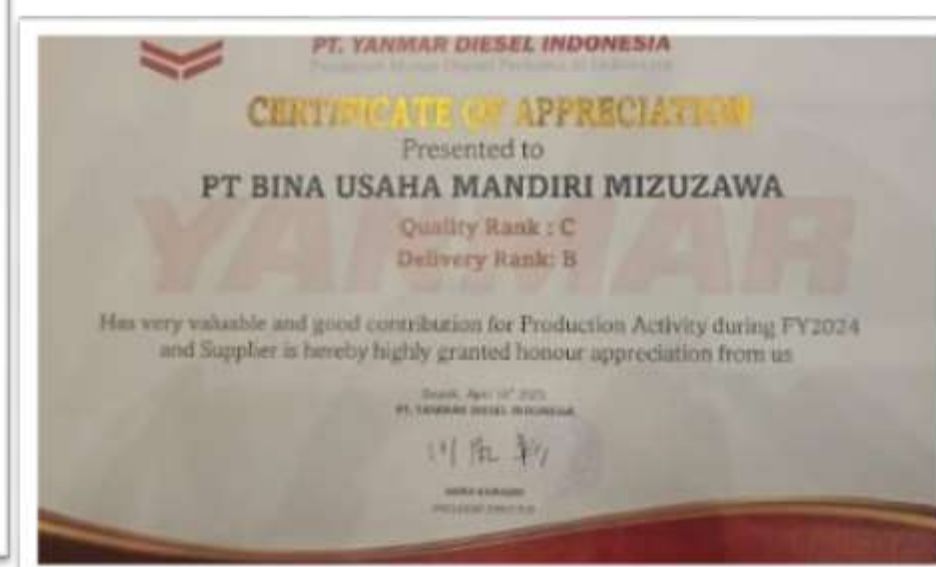 PT. YANMAR DIESEL INDONESIA
CERTIFICATE OF APPRECIATION
Presented to
PT BINA USAHA MANDIRI MIZUZAWA
YANMAR
Quality Rank : C
Delivery Rank: B
Has very valuable and good contribution for Production Activity during FY2024
and Supplier is hereby highly granted honour appreciation from us
PT. YANMAR DIESEL INDONESIA